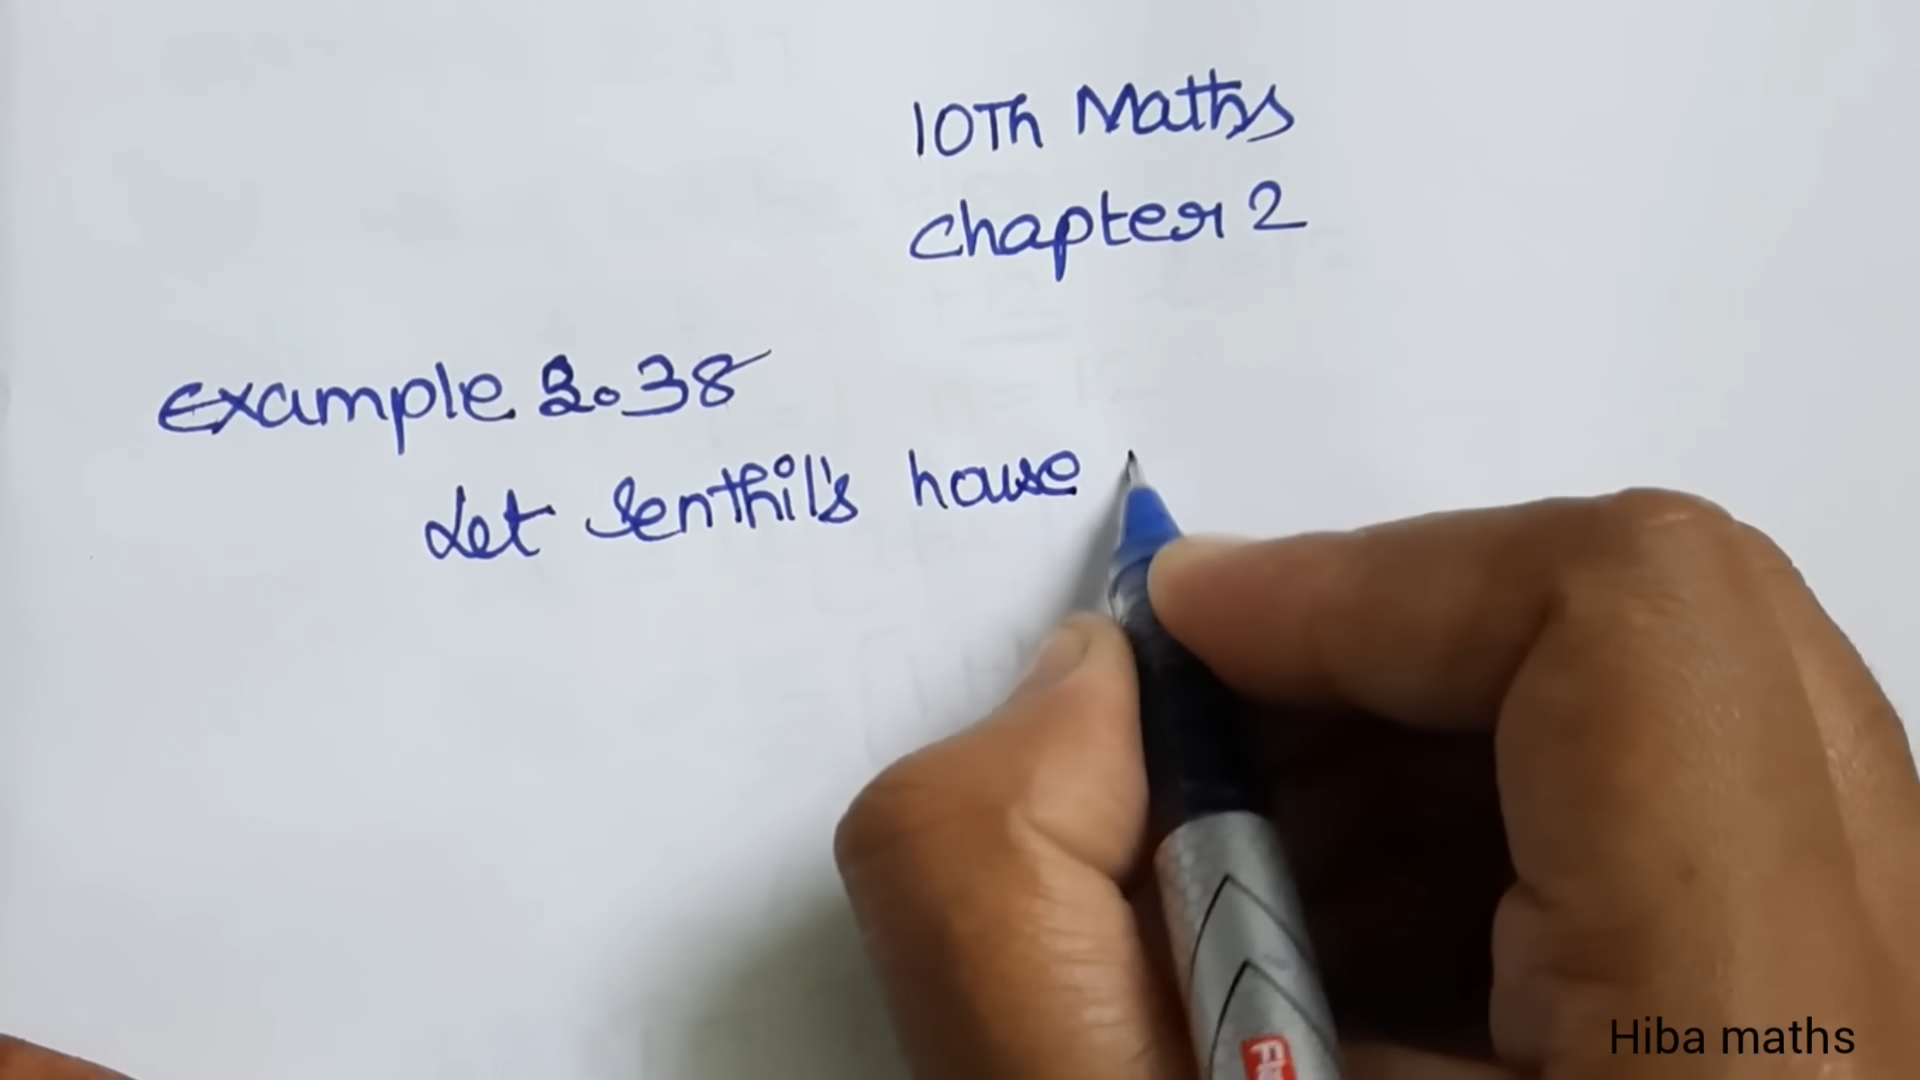 10Th Maths
Chapter 2
Example 2.38
Let Senthil's house
Hiba maths